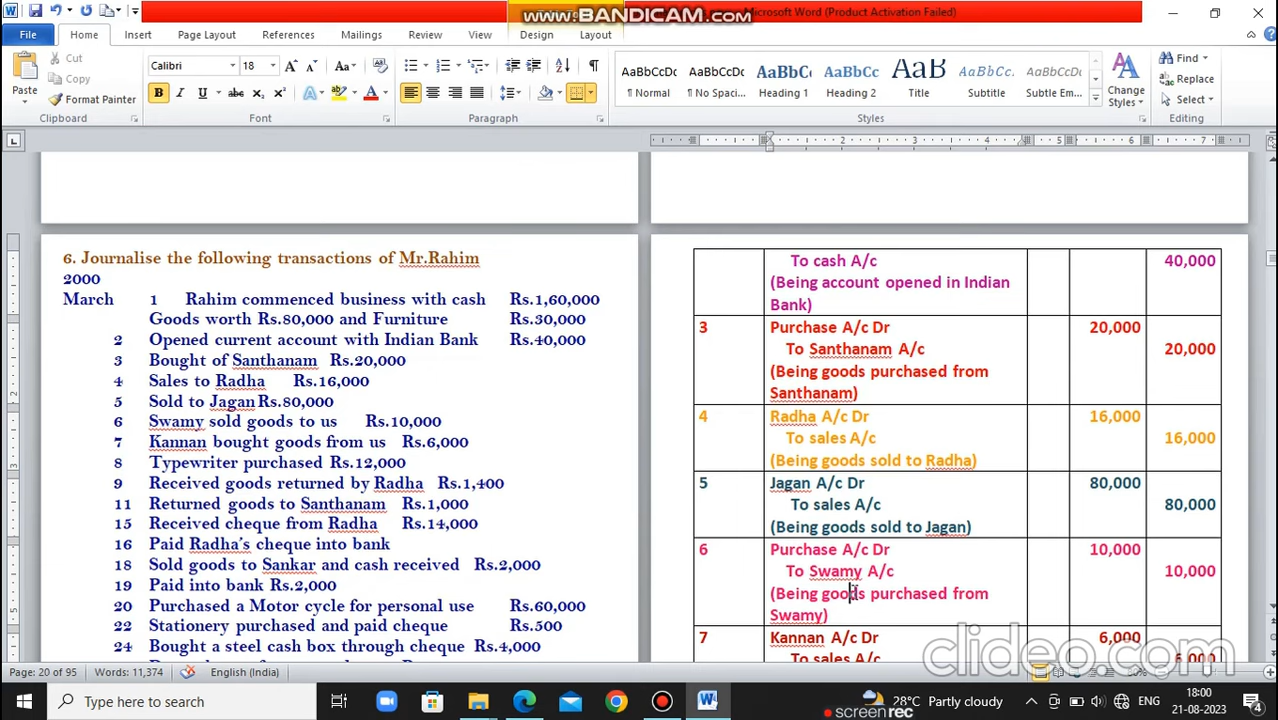 www.BANDICAM.com
Microsoft Word (Product Activation Failed)
File Home Insert Page Layout References Mailings Review View Design Layout
Cut
Copy
Format Painter
Paste
Calibri 18
Aa
B I U abc x₂ x²
AaBbCcDc AaBbCcDc AaBbC AaBbCc AaB AaBbCc. AaBbCcDc
¶ Normal ¶ No Spaci... Heading 1 Heading 2 Title Subtitle Subtle Em...
Change Styles
Find
Replace
Select
Clipboard Font Paragraph Styles Editing
2 3 4 5 6 7
6. Journalise the following transactions of Mr.Rahim
2000
March 1 Rahim commenced business with cash Rs.1,60,000
Goods worth Rs.80,000 and Furniture Rs.30,000
2 Opened current account with Indian Bank Rs.40,000
3 Bought of Santhanam Rs.20,000
4 Sales to Radha Rs.16,000
5 Sold to Jagan Rs.80,000
6 Swamy sold goods to us Rs.10,000
7 Kannan bought goods from us Rs.6,000
8 Typewriter purchased Rs.12,000
9 Received goods returned by Radha Rs.1,400
11 Returned goods to Santhanam Rs.1,000
15 Received cheque from Radha Rs.14,000
16 Paid Radha's cheque into bank
18 Sold goods to Sankar and cash received Rs.2,000
19 Paid into bank Rs.2,000
20 Purchased a Motor cycle for personal use Rs.60,000
22 Stationery purchased and paid cheque Rs.500
24 Bought a steel cash box through cheque Rs.4,000
To cash A/c 40,000
(Being account opened in Indian
Bank)
3 Purchase A/c Dr 20,000
To Santhanam A/c 20,000
(Being goods purchased from
Santhanam)
4 Radha A/c Dr 16,000
To sales A/c 16,000
(Being goods sold to Radha)
5 Jagan A/c Dr 80,000
To sales A/c 80,000
(Being goods sold to Jagan)
6 Purchase A/c Dr 10,000
To Swamy A/c 10,000
(Being goods purchased from
Swamy)
7 Kannan A/c Dr 6,000
To sales A/c 6,000
clideo.com
Page: 20 of 95 Words: 11,374 English (India)
Type here to search
28°C Partly cloudy
ENG
18:00
21-08-2023
screenrec